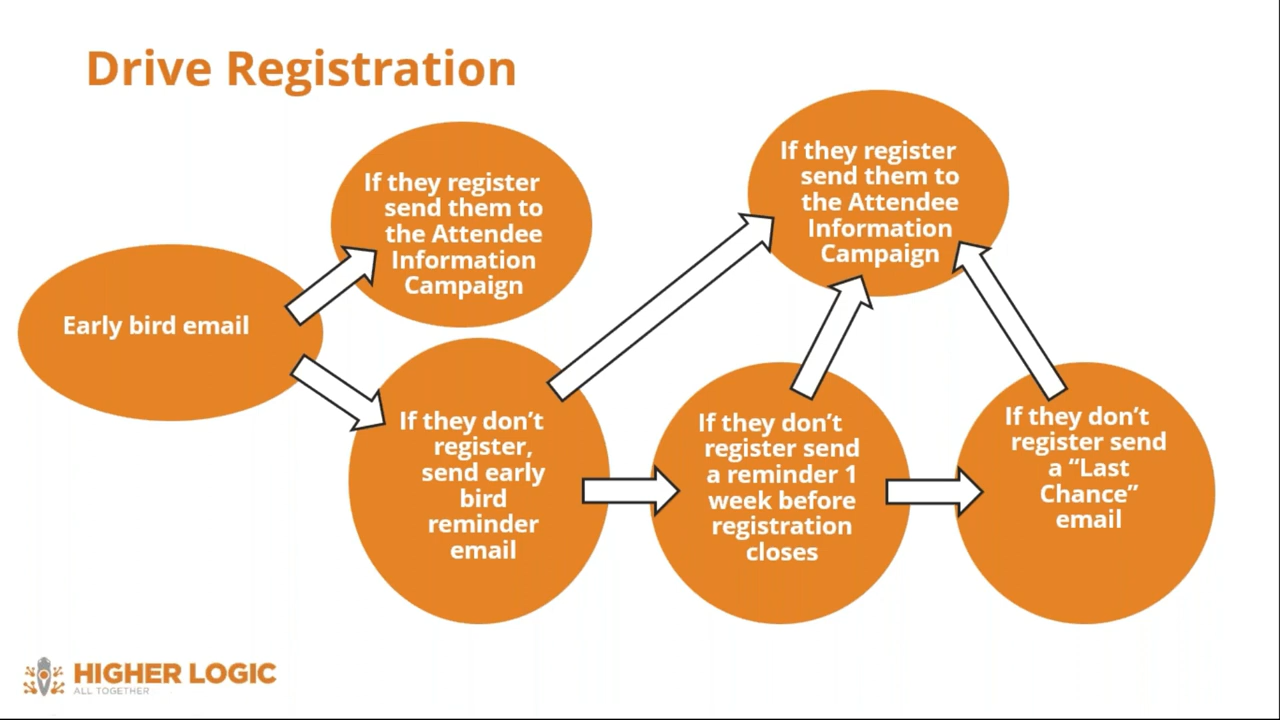 Drive Registration
If they register
send them to
the Attendee
Information
Campaign
If they register
send them to
the Attendee
Information
Campaign
Early bird email
If they don’t
register,
send early
bird
reminder
email
If they don’t
register send
a reminder 1
week before
registration
closes
If they don’t
register send
a “Last
Chance”
email
HIGHER LOGIC
ALL TOGETHER